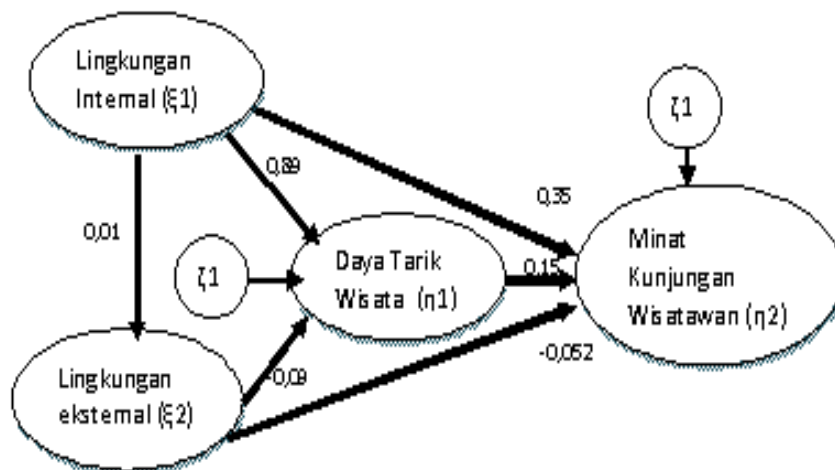 Lingkungan
Internal (ξ1)
ζ1
0,89
0,35
0,01
Minat
Kunjungan
Wisatawan (η2)
Daya Tarik
Wisata (η1)
0,15
ζ1
-0,052
-0,09
Lingkungan
eksternal (ξ2)